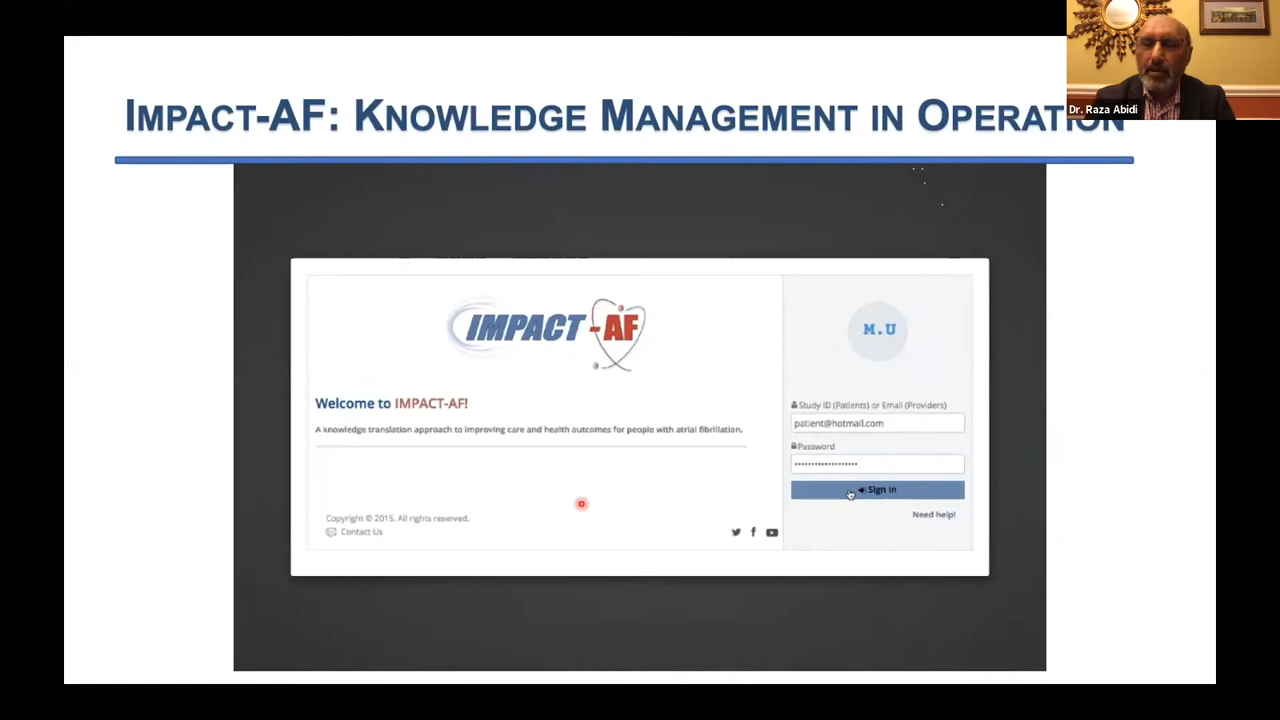 IMPACT-AF: KNOWLEDGE MANAGEMENT IN OPERATION
Dr. Raza Abidi
IMPACT-AF
M.U
Welcome to IMPACT-AF!
Study ID (Patients) or Email (Providers)
patient@hotmail.com
A knowledge translation approach to improving care and health outcomes for people with atrial fibrillation.
Password
Sign in
Need help!
Copyright © 2015. All rights reserved.
Contact Us